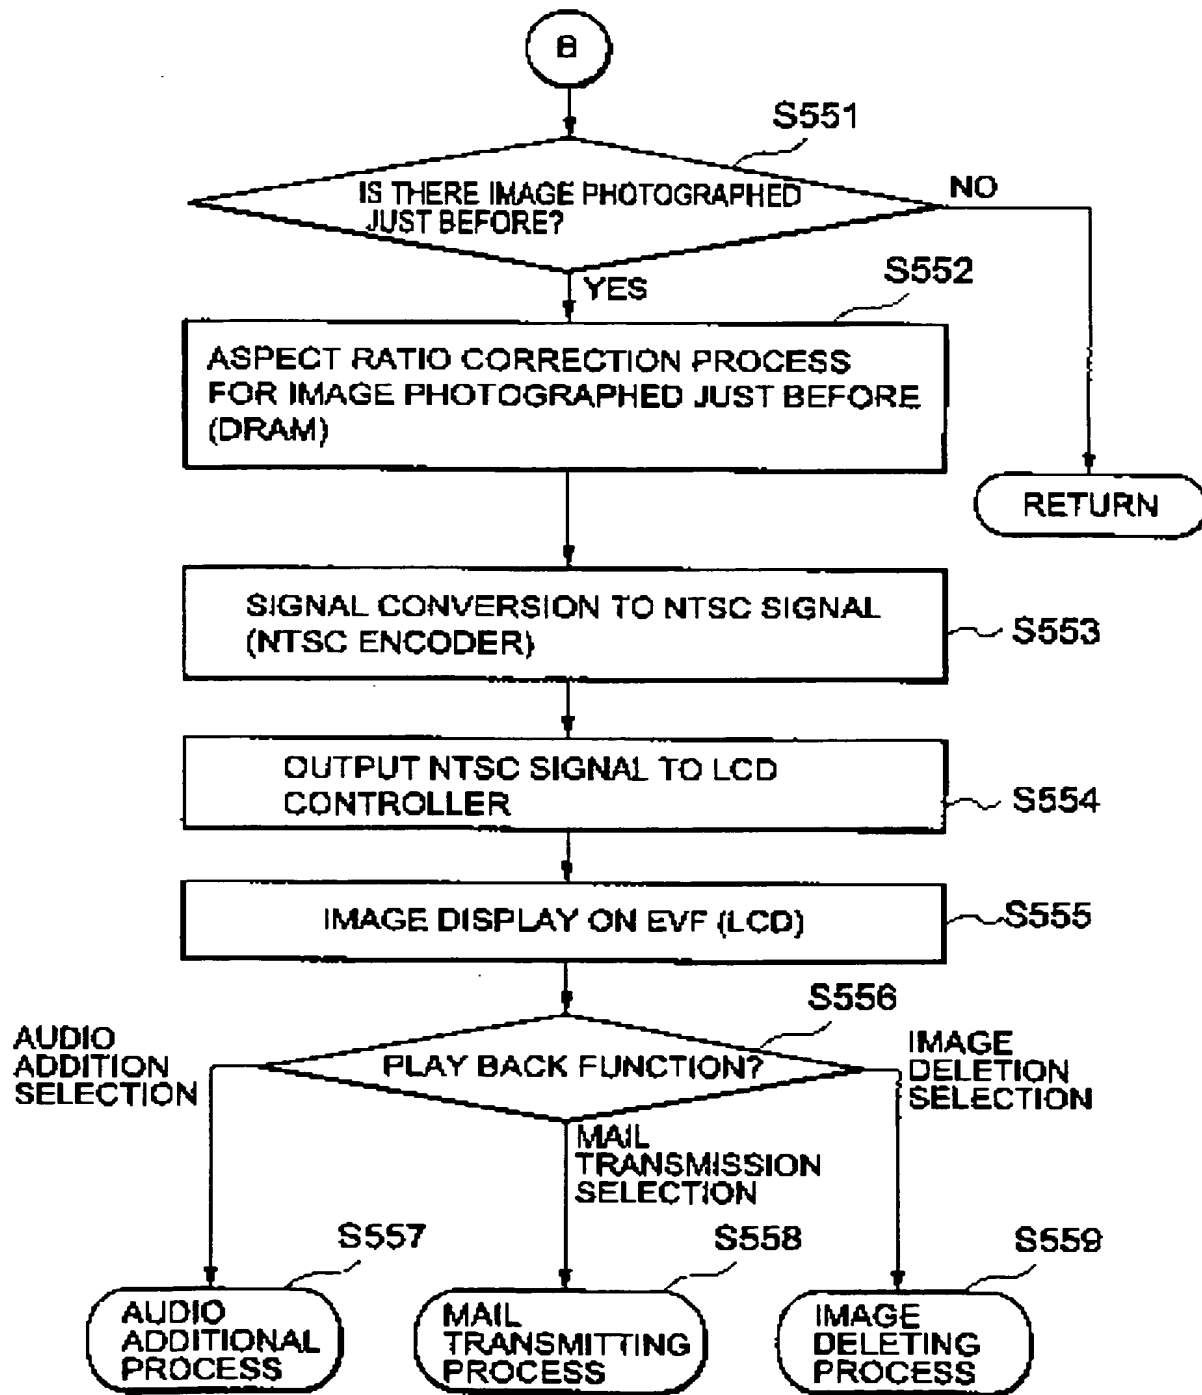 B
S551
IS THERE IMAGE PHOTOGRAPHED
JUST BEFORE?
NO
YES
S552
ASPECT RATIO CORRECTION PROCESS
FOR IMAGE PHOTOGRAPHED JUST BEFORE
(DRAM)
RETURN
SIGNAL CONVERSION TO NTSC SIGNAL
(NTSC ENCODER)
S553
OUTPUT NTSC SIGNAL TO LCD
CONTROLLER
S554
IMAGE DISPLAY ON EVF (LCD)
S555
S556
AUDIO
ADDITION
SELECTION
PLAY BACK FUNCTION?
IMAGE
DELETION
SELECTION
MAIL
TRANSMISSION
SELECTION
S557
S558
S559
AUDIO
ADDITIONAL
PROCESS
MAIL
TRANSMITTING
PROCESS
IMAGE
DELETING
PROCESS